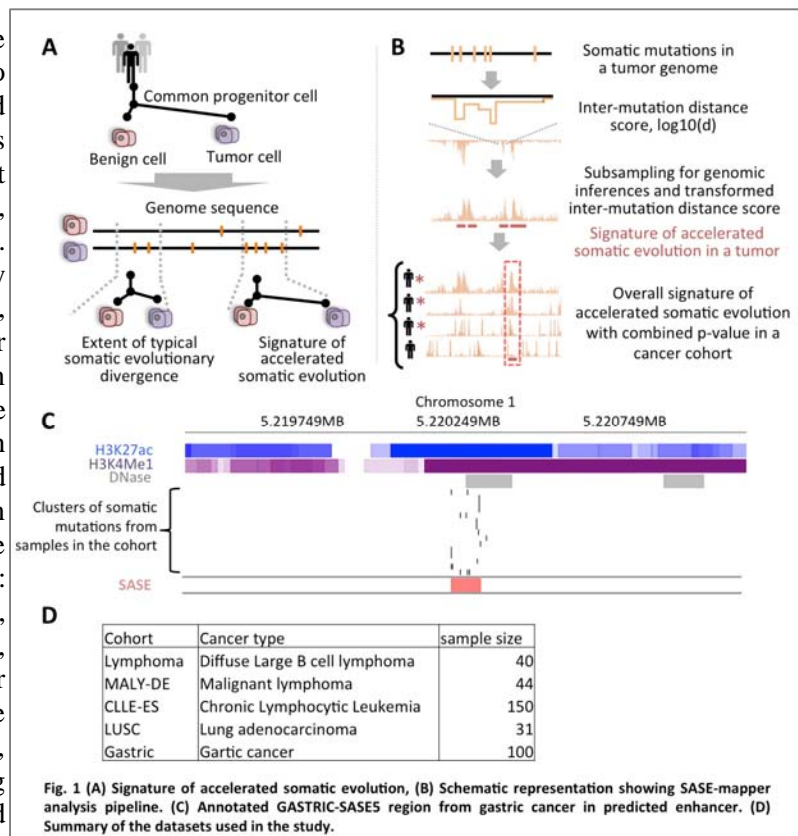 A
Common progenitor cell
Benign cell
Tumor cell
Genome sequence
Extent of typical
somatic evolutionary
divergence
Signature of
accelerated
somatic evolution
B
Somatic mutations in
a tumor genome
Inter-mutation distance
score, log10(d)
Subsampling for genomic
inferences and transformed
inter-mutation distance score
Signature of accelerated
somatic evolution in a tumor
*
*
*
Overall signature of
accelerated somatic evolution
with combined p-value in a
cancer cohort
C
Chromosome 1
5.219749MB 5.220249MB 5.220749MB
H3K27ac
H3K4Me1
DNase
Clusters of somatic
mutations from
samples in the cohort
SASE
D
Cohort Cancer type sample size
Lymphoma Diffuse Large B cell lymphoma 40
MALY-DE Malignant lymphoma 44
CLLE-ES Chronic Lymphocytic Leukemia 150
LUSC Lung adenocarcinoma 31
Gastric Gartic cancer 100
Fig. 1 (A) Signature of accelerated somatic evolution, (B) Schematic representation showing SASE-mapper
analysis pipeline. (C) Annotated GASTRIC-SASE5 region from gastric cancer in predicted enhancer. (D)
Summary of the datasets used in the study.